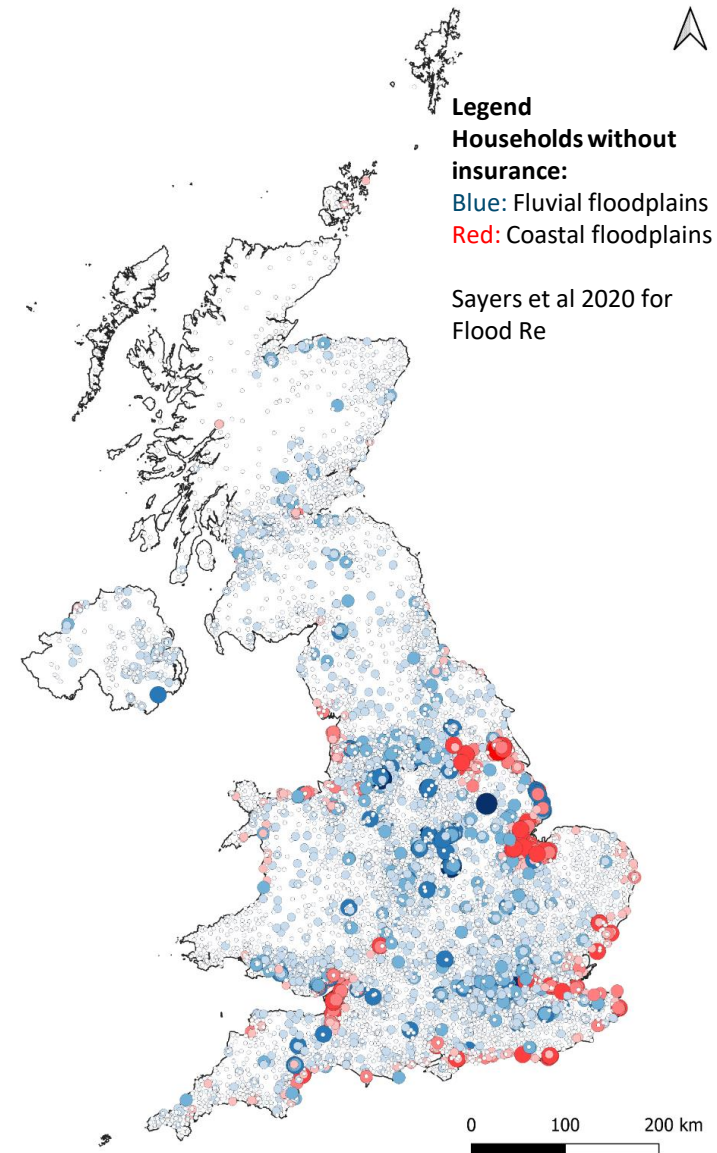 Legend
Households without
insurance:
Blue: Fluvial floodplains
Red: Coastal floodplains
Sayers et al 2020 for
Flood Re
0 100 200 km